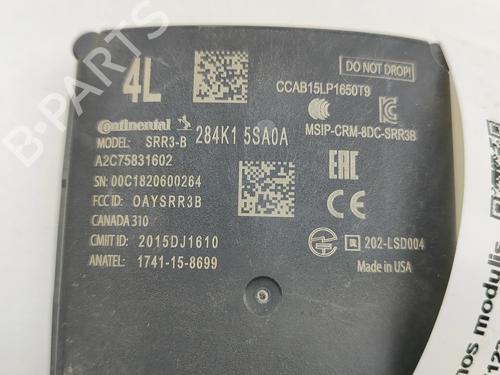 4L
DO NOT DROP!
CCAB15LP1650T9
MSIP-CRM-8DC-SRR3B
Continental
284K1 5SA0A
MODEL: SRR3-B
A2C75831602
SN: 00C1820600264
FCC ID: OAYSRR3B
CANADA 310
CMIIT ID: 2015DJ1610
ANATEL: 1741-15-8699
EAC
CE
R 202-LSD004
Made in USA
B-PARTS
modulis